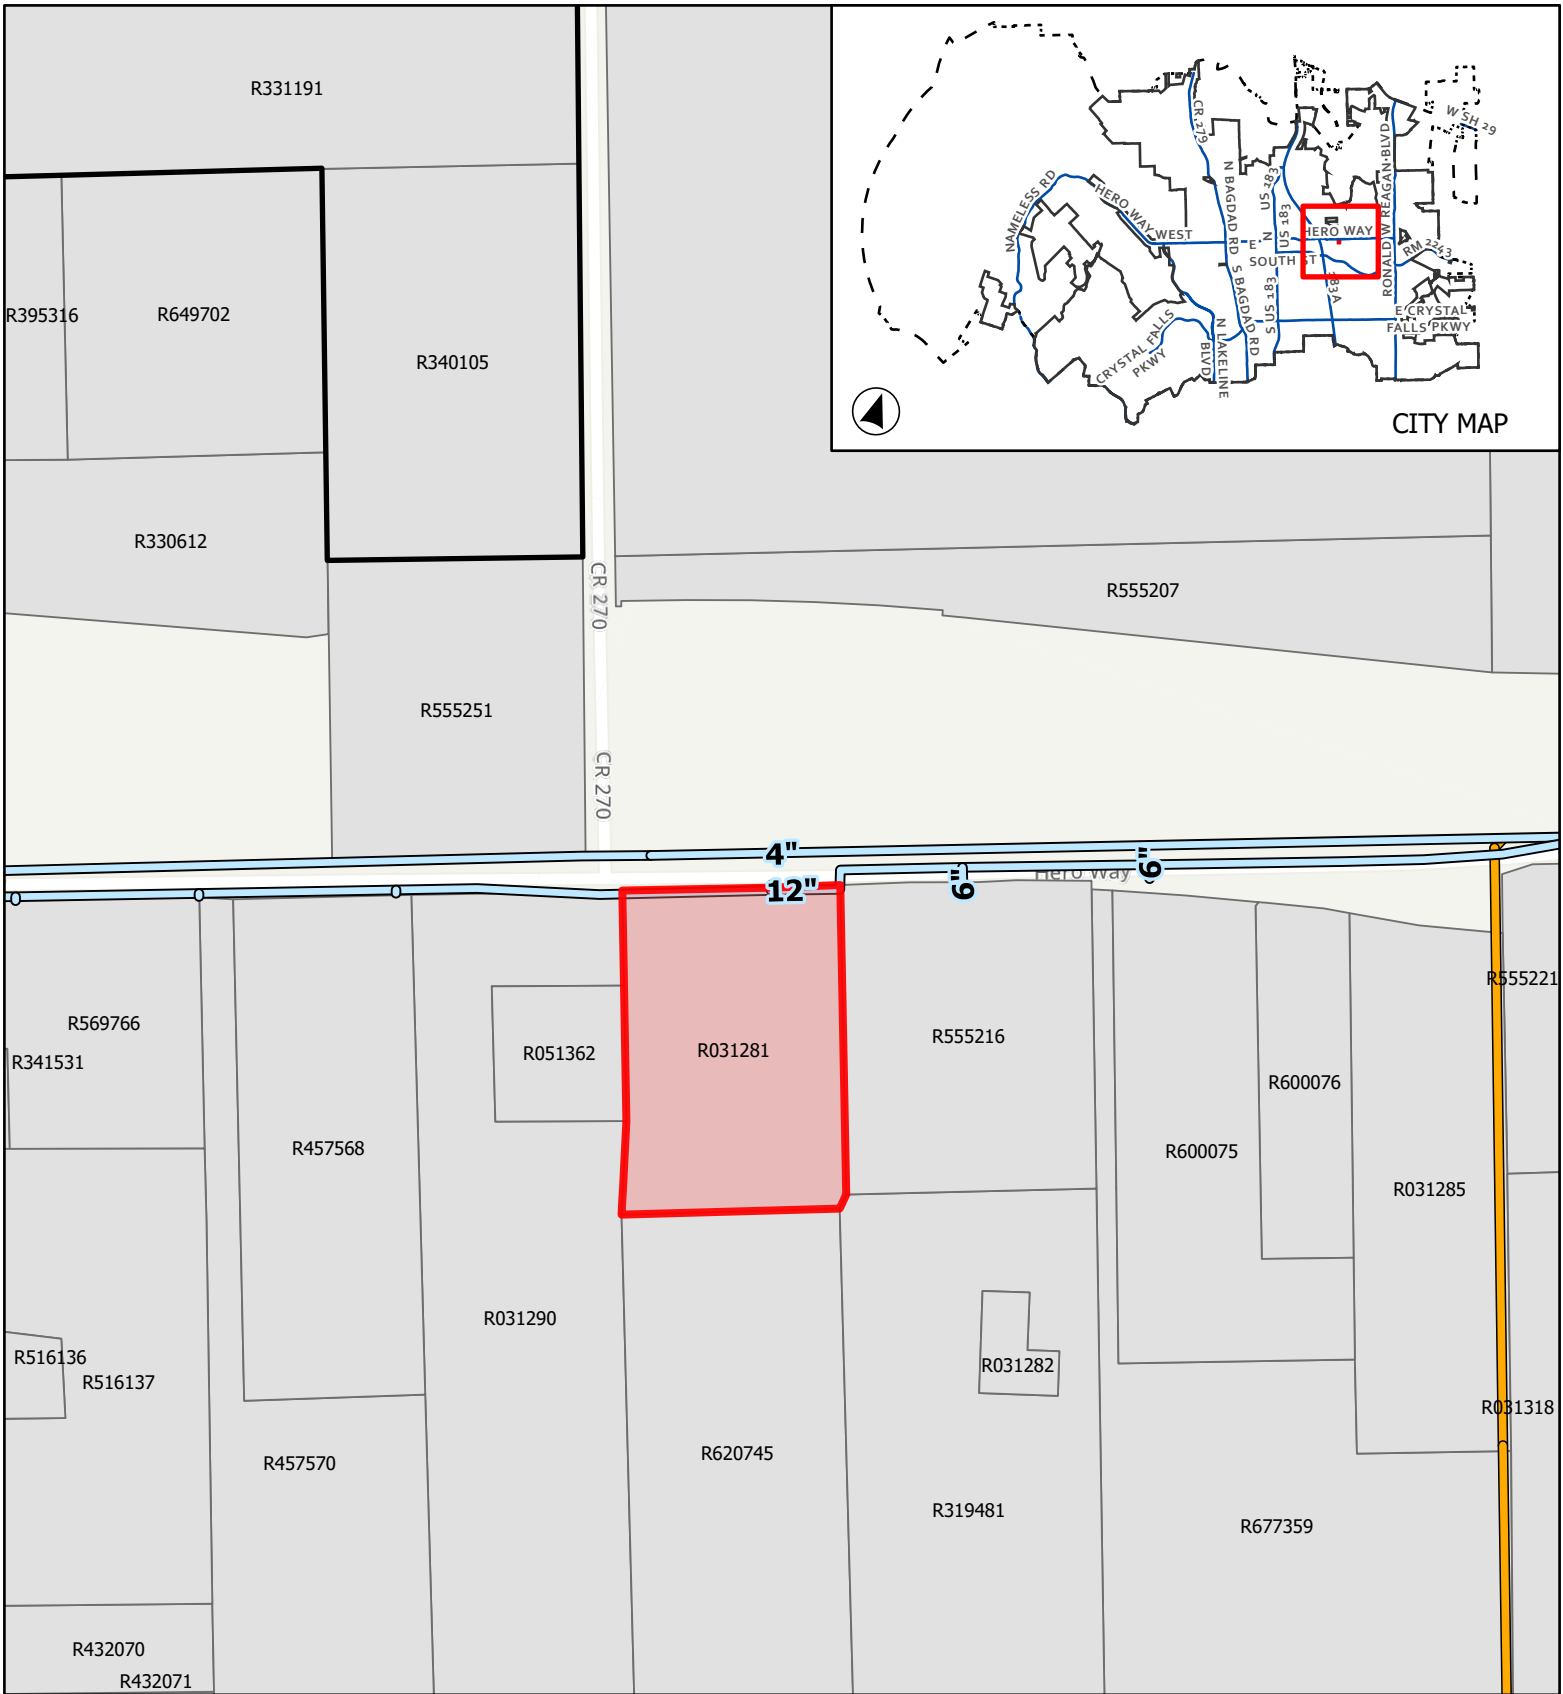 R331191
R395316
R649702
R340105
R330612
R555251
CR 270
CR 270
R555207
CR 279
W SH 29
N BAGDAD RD
US 183
N
US 183
RONALD W REAGAN BLVD
NAMELESS RD
HERO WAY
WEST
E
HERO WAY
SOUTH ST
RM 2243
S BAGDAD RD
S US 183
183A
E CRYSTAL
FALLS PKWY
CRYSTAL FALLS
PKWY
N LAKELINE
BLVD
CITY MAP
4"
12"
6"
6"
Hero Way
R569766
R341531
R051362
R031281
R555216
R555221
R457568
R600076
R600075
R031285
R031290
R516136
R516137
R031282
R031318
R457570
R620745
R319481
R677359
R432070
R432071